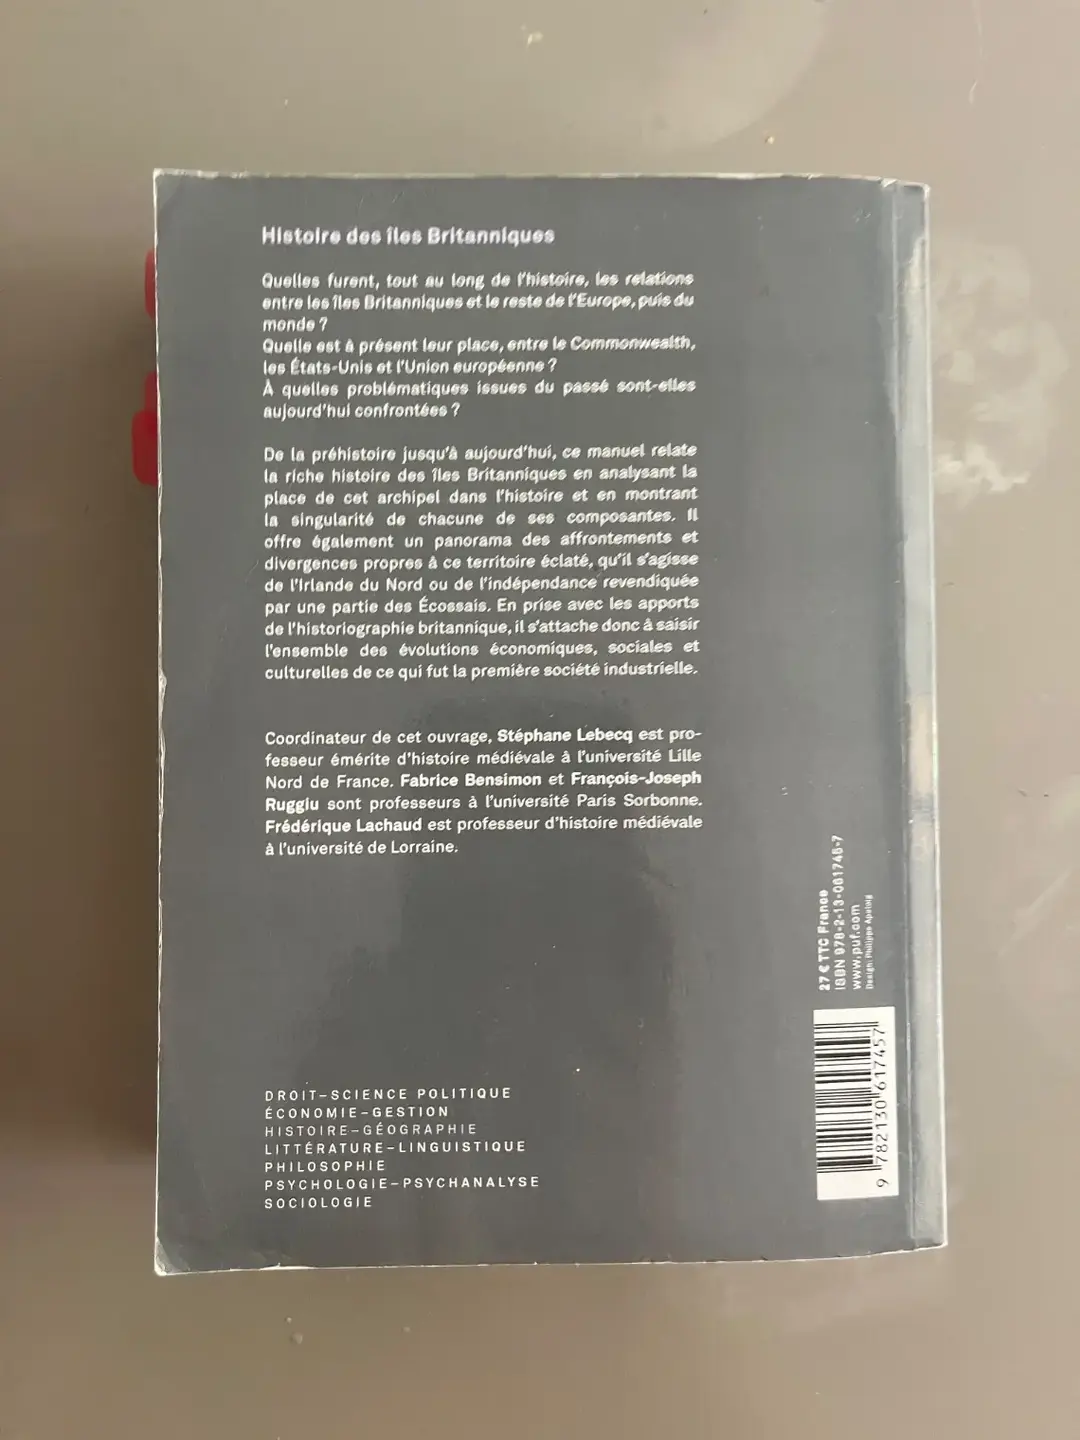 Histoire des îles Britanniques
Quelles furent, tout au long de l'histoire, les relations
entre les îles Britanniques et le reste de l'Europe, puis du
monde ?
Quelle est à présent leur place, entre le Commonwealth,
les États-Unis et l'Union européenne ?
À quelles problématiques issues du passé sont-elles
aujourd'hui confrontées ?
De la préhistoire jusqu'à aujourd'hui, ce manuel relate
la riche histoire des îles Britanniques en analysant la
place de cet archipel dans l'histoire et en montrant
la singularité de chacune de ses composantes. Il
offre également un panorama des affrontements et
divergences propres à ce territoire éclaté, qu'il s'agisse
de l'Irlande du Nord ou de l'indépendance revendiquée
par une partie des Écossais. En prise avec les apports
de l'historiographie britannique, il s'attache donc à saisir
l'ensemble des évolutions économiques, sociales et
culturelles de ce qui fut la première société industrielle.
Coordinateur de cet ouvrage, Stéphane Lebecq est pro-
fesseur émérite d'histoire médiévale à l'université Lille
Nord de France. Fabrice Bensimon et François-Joseph
Ruggiu sont professeurs à l'université Paris Sorbonne.
Frédérique Lachaud est professeur d'histoire médiévale
à l'université de Lorraine.
27 € TTC France
ISBN 978-2-13-061745-7
www.puf.com
Design: Philippe Apeloig
9 782130 617457
DROIT–SCIENCE POLITIQUE
ÉCONOMIE–GESTION
HISTOIRE–GÉOGRAPHIE
LITTÉRATURE–LINGUISTIQUE
PHILOSOPHIE
PSYCHOLOGIE–PSYCHANALYSE
SOCIOLOGIE